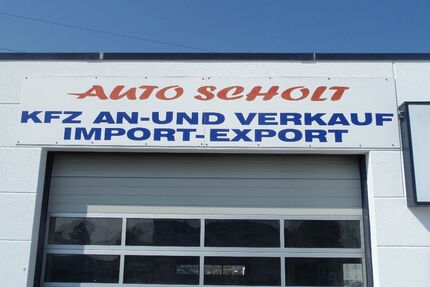 AUTO SCHOLT
KFZ AN-UND VERKAUF
IMPORT-EXPORT